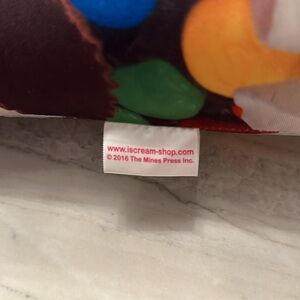 www.iscream-shop.com
© 2016 The Mines Press Inc.